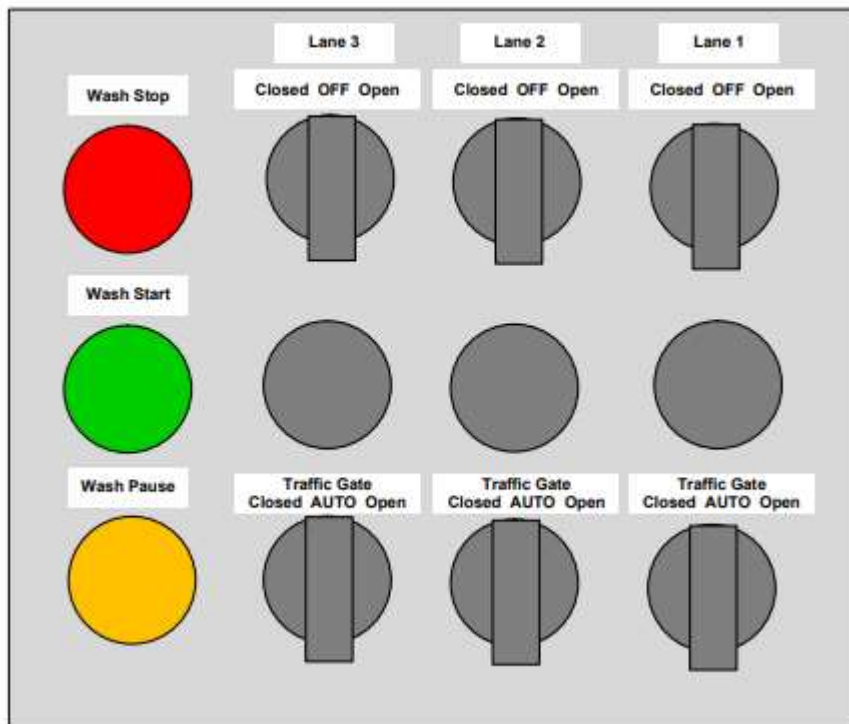 Lane 3
Lane 2
Lane 1
Wash Stop
Closed OFF Open
Closed OFF Open
Closed OFF Open
Wash Start
Wash Pause
Traffic Gate
Closed AUTO Open
Traffic Gate
Closed AUTO Open
Traffic Gate
Closed AUTO Open